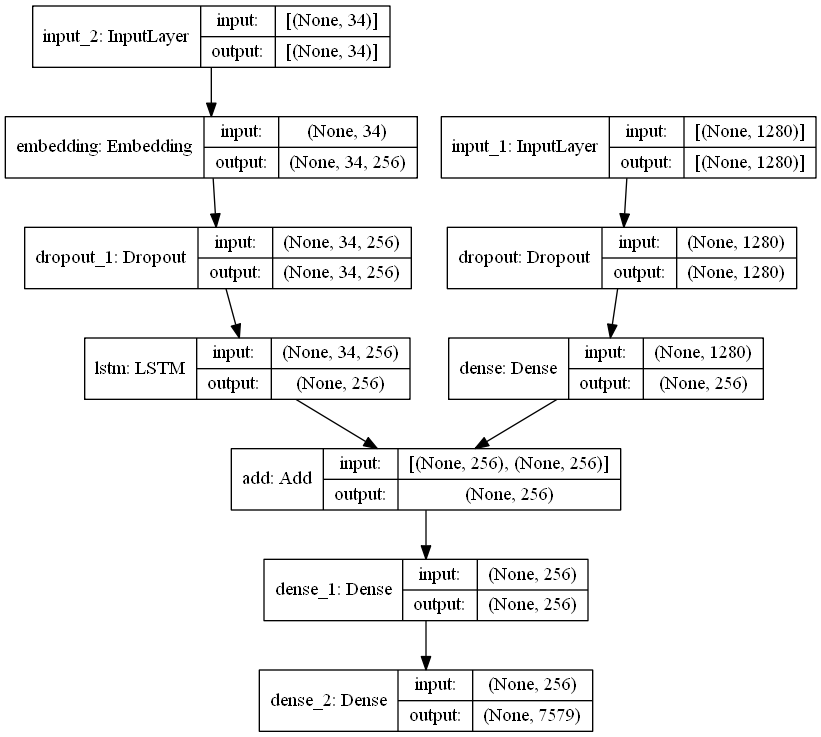 input_2: InputLayer
input: [(None, 34)]
output: [(None, 34)]
embedding: Embedding
input: (None, 34)
output: (None, 34, 256)
input_1: InputLayer
input: [(None, 1280)]
output: [(None, 1280)]
dropout_1: Dropout
input: (None, 34, 256)
output: (None, 34, 256)
dropout: Dropout
input: (None, 1280)
output: (None, 1280)
lstm: LSTM
input: (None, 34, 256)
output: (None, 256)
dense: Dense
input: (None, 1280)
output: (None, 256)
add: Add
input: [(None, 256), (None, 256)]
output: (None, 256)
dense_1: Dense
input: (None, 256)
output: (None, 256)
dense_2: Dense
input: (None, 256)
output: (None, 7579)